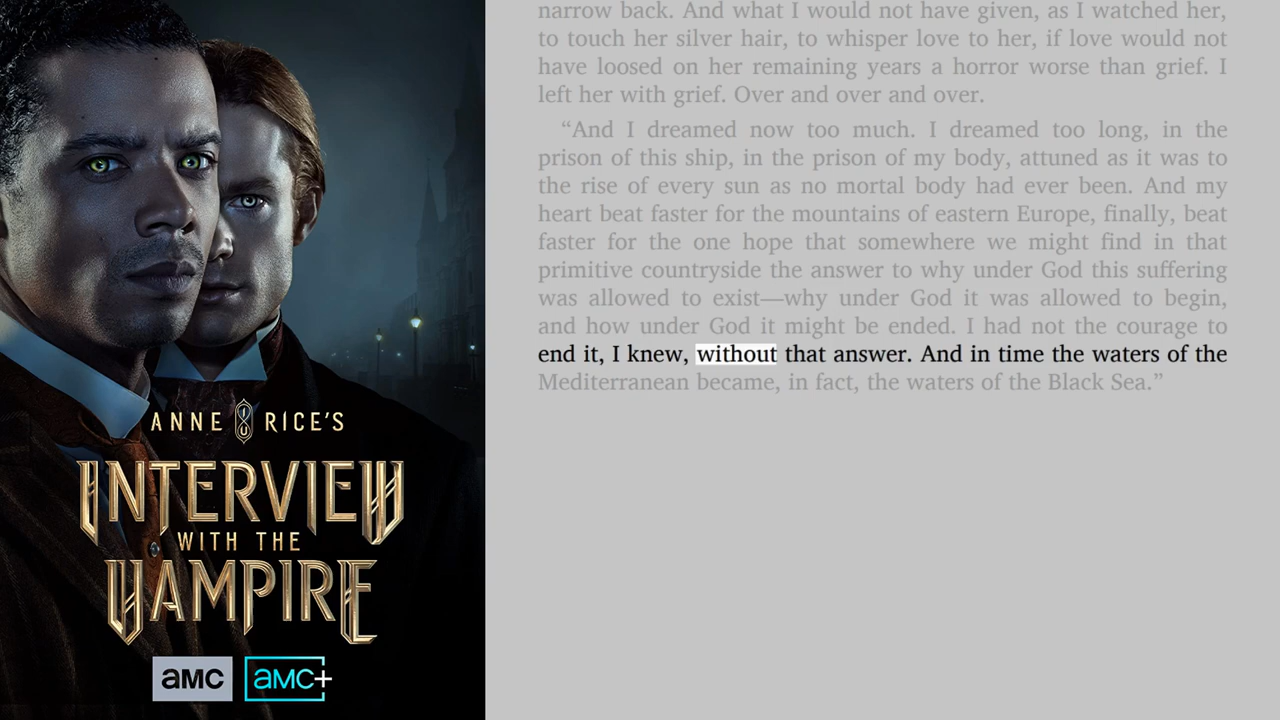 ANNE RICE'S
INTERVIEW
WITH THE
VAMPIRE
aMC
aMC+
narrow back. And what I would not have given, as I watched her,
to touch her silver hair, to whisper love to her, if love would not
have loosed on her remaining years a horror worse than grief. I
left her with grief. Over and over and over.
“And I dreamed now too much. I dreamed too long, in the
prison of this ship, in the prison of my body, attuned as it was to
the rise of every sun as no mortal body had ever been. And my
heart beat faster for the mountains of eastern Europe, finally, beat
faster for the one hope that somewhere we might find in that
primitive countryside the answer to why under God this suffering
was allowed to exist—why under God it was allowed to begin,
and how under God it might be ended. I had not the courage to
end it, I knew, without that answer. And in time the waters of the
Mediterranean became, in fact, the waters of the Black Sea.”